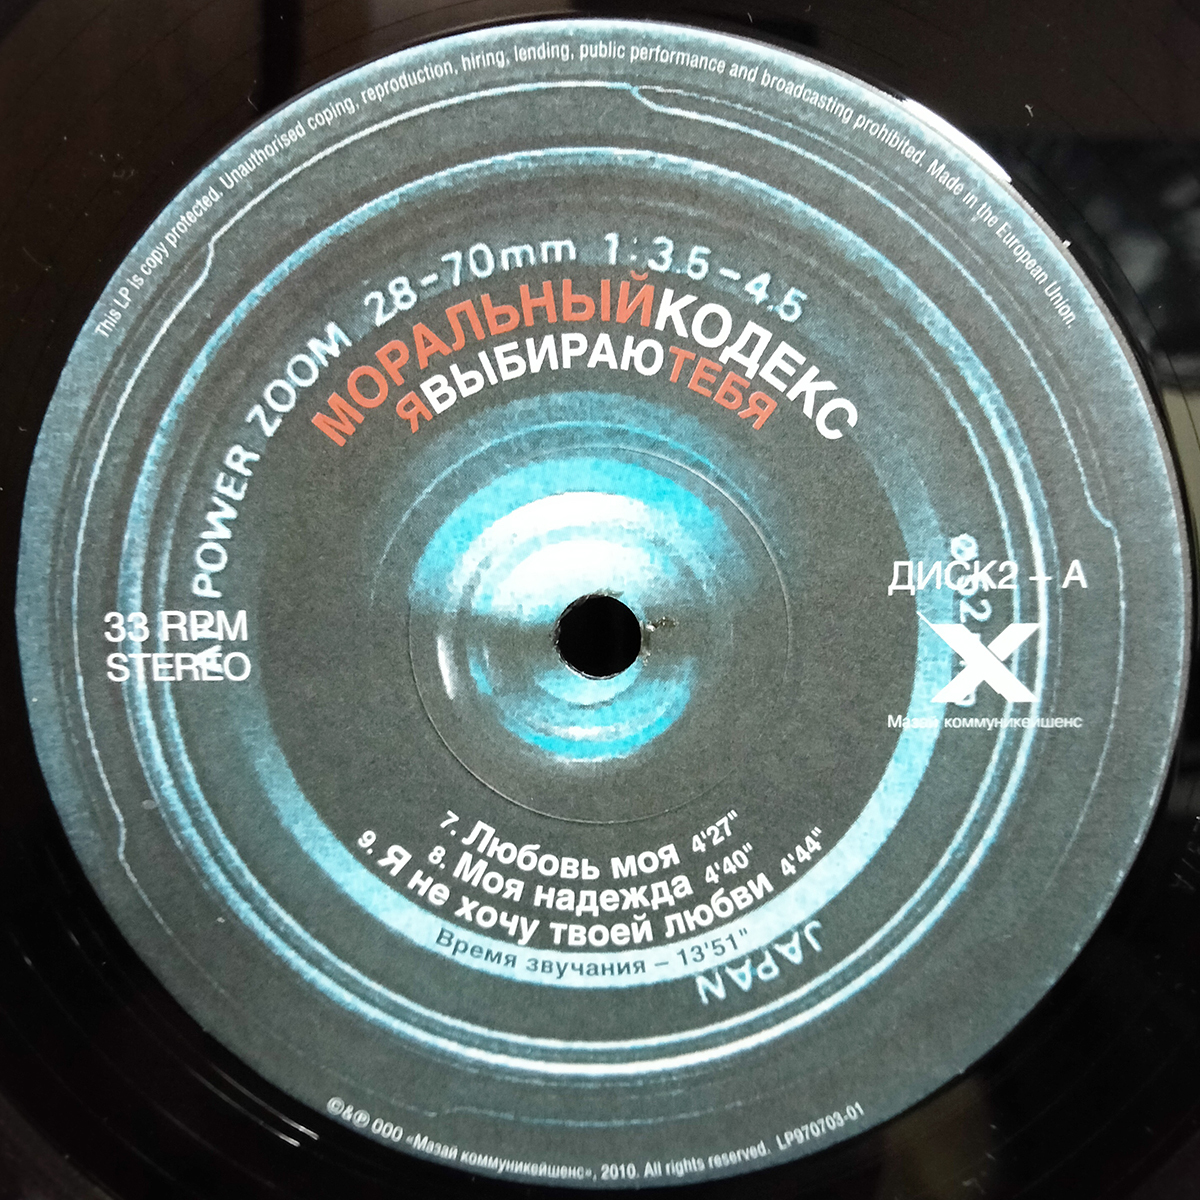 This LP is copy protected. Unauthorised coping, reproduction, hiring, lending, public performance and broadcasting prohibited. Made in the European Union.
POWER ZOOM 28-70mm 1:3.5-4.5
МОРАЛЬНЫЙКОДЕКС
ЯВЫБИРАЮТЕБЯ
33 RPM
STEREO
ДИСК2 – А
X
Мазай коммуникейшенс
7. Любовь моя 4'27"
8. Моя надежда 4'40"
9. Я не хочу твоей любви 4'44"
Время звучания – 13'51"
JAPAN
©&℗ ООО «Мазай коммуникейшенс», 2010. All rights reserved. LP970703-01